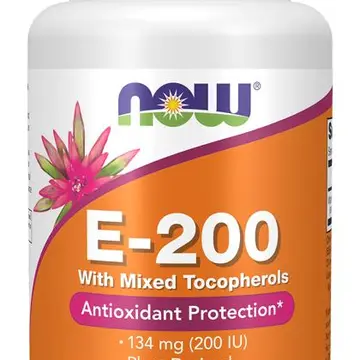 NOW®
E-200
With Mixed Tocopherols
Antioxidant Protection*
• 134 mg (200 IU)